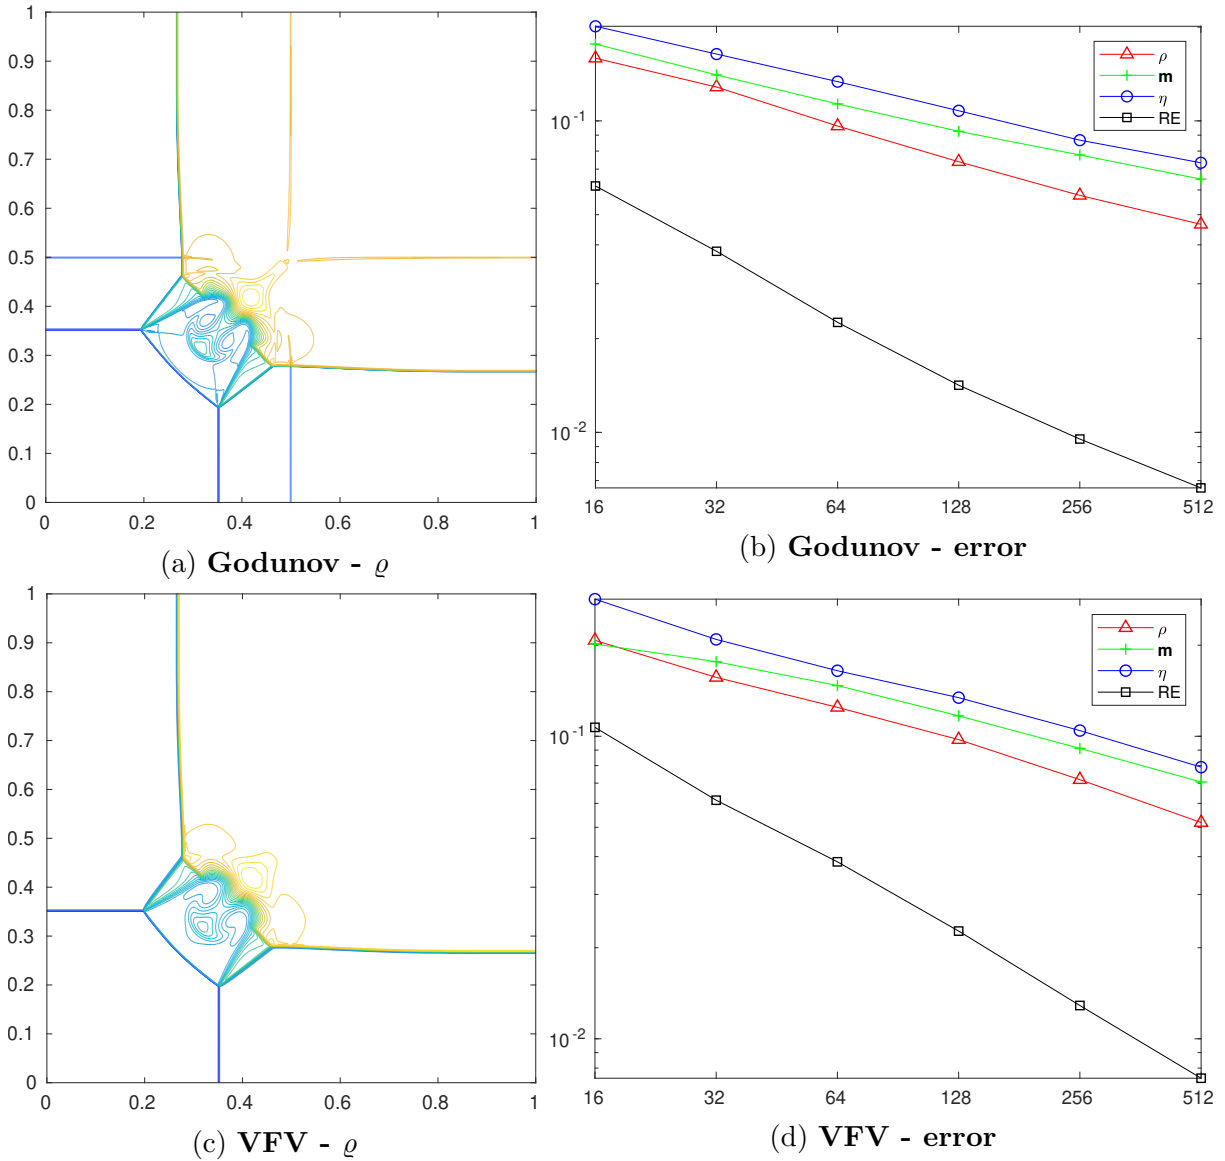 1
0.9
0.8
0.7
0.6
0.5
0.4
0.3
0.2
0.1
0
0 0.2 0.4 0.6 0.8 1
(a) Godunov - ϱ
10^-1
10^-2
16 32 64 128 256 512
ρ
m
η
RE
(b) Godunov - error
1
0.9
0.8
0.7
0.6
0.5
0.4
0.3
0.2
0.1
0
0 0.2 0.4 0.6 0.8 1
(c) VFV - ϱ
10^-1
10^-2
16 32 64 128 256 512
ρ
m
η
RE
(d) VFV - error